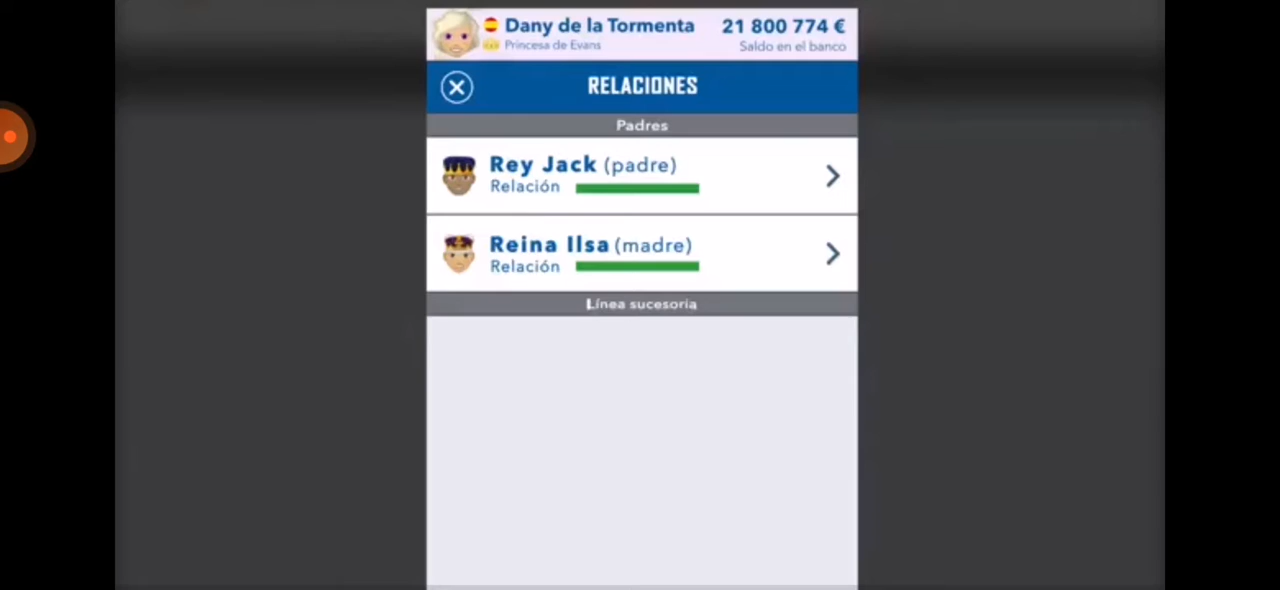 Dany de la Tormenta
21 800 774 €
Princesa de Evans
Saldo en el banco
RELACIONES
Padres
Rey Jack (padre)
Relación
Reina Ilsa (madre)
Relación
Línea sucesoria